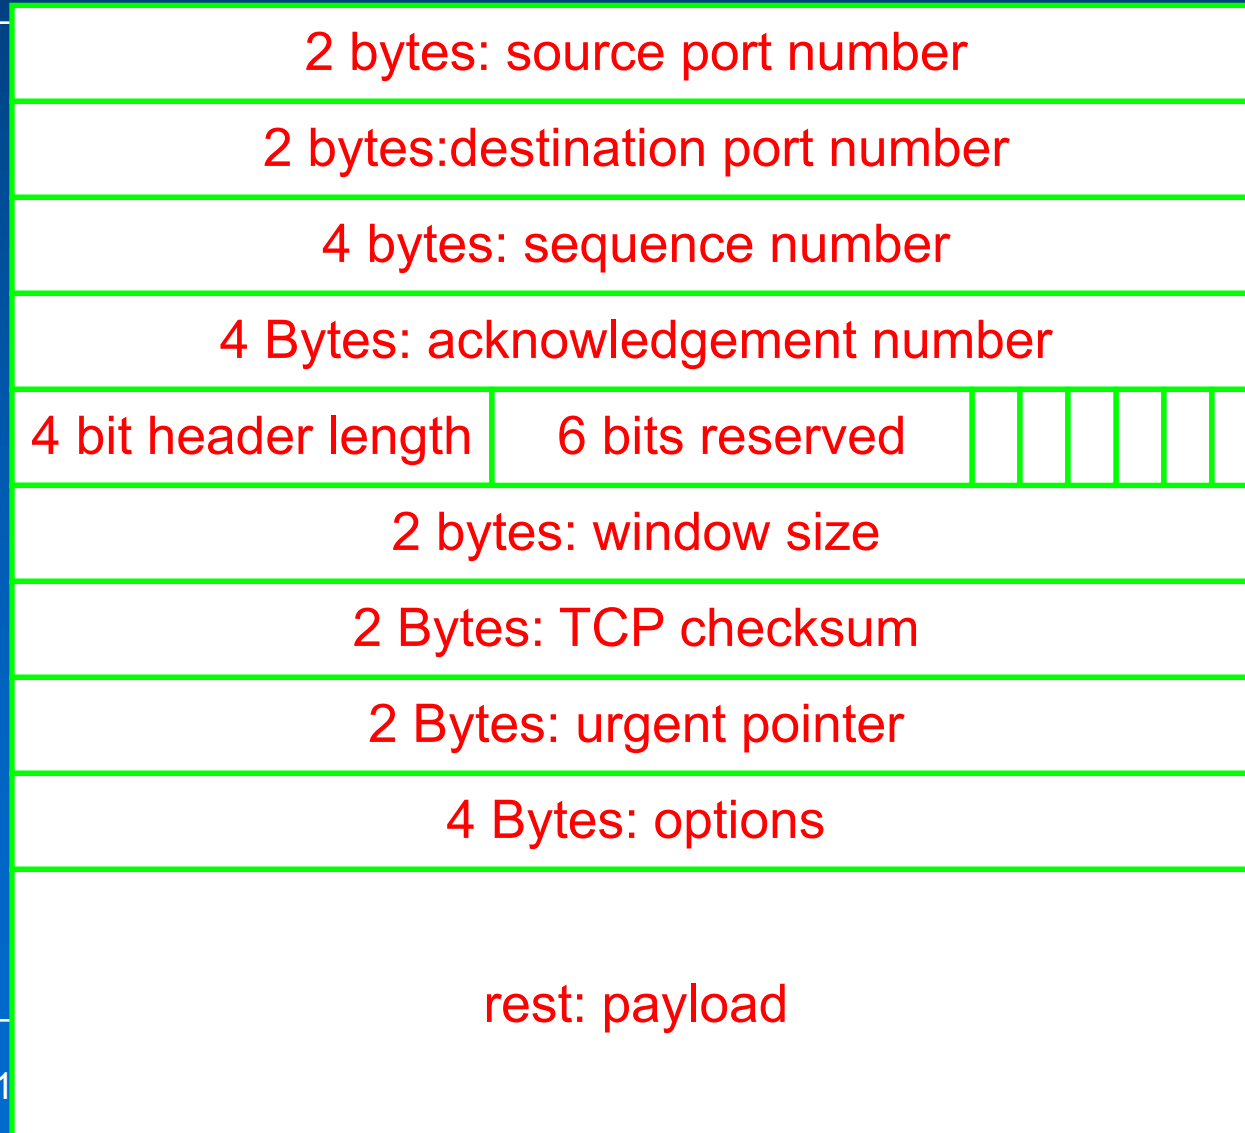 2 bytes: source port number
2 bytes:destination port number
4 bytes: sequence number
4 Bytes: acknowledgement number
4 bit header length
6 bits reserved
2 bytes: window size
2 Bytes: TCP checksum
2 Bytes: urgent pointer
4 Bytes: options
rest: payload
1